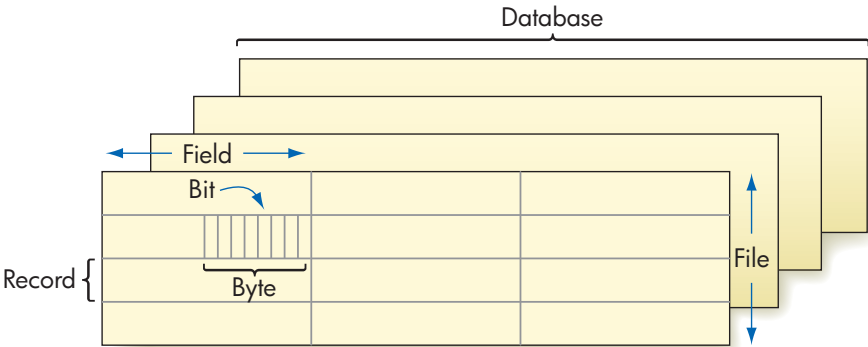 Database
Field
Bit
File
Record
Byte